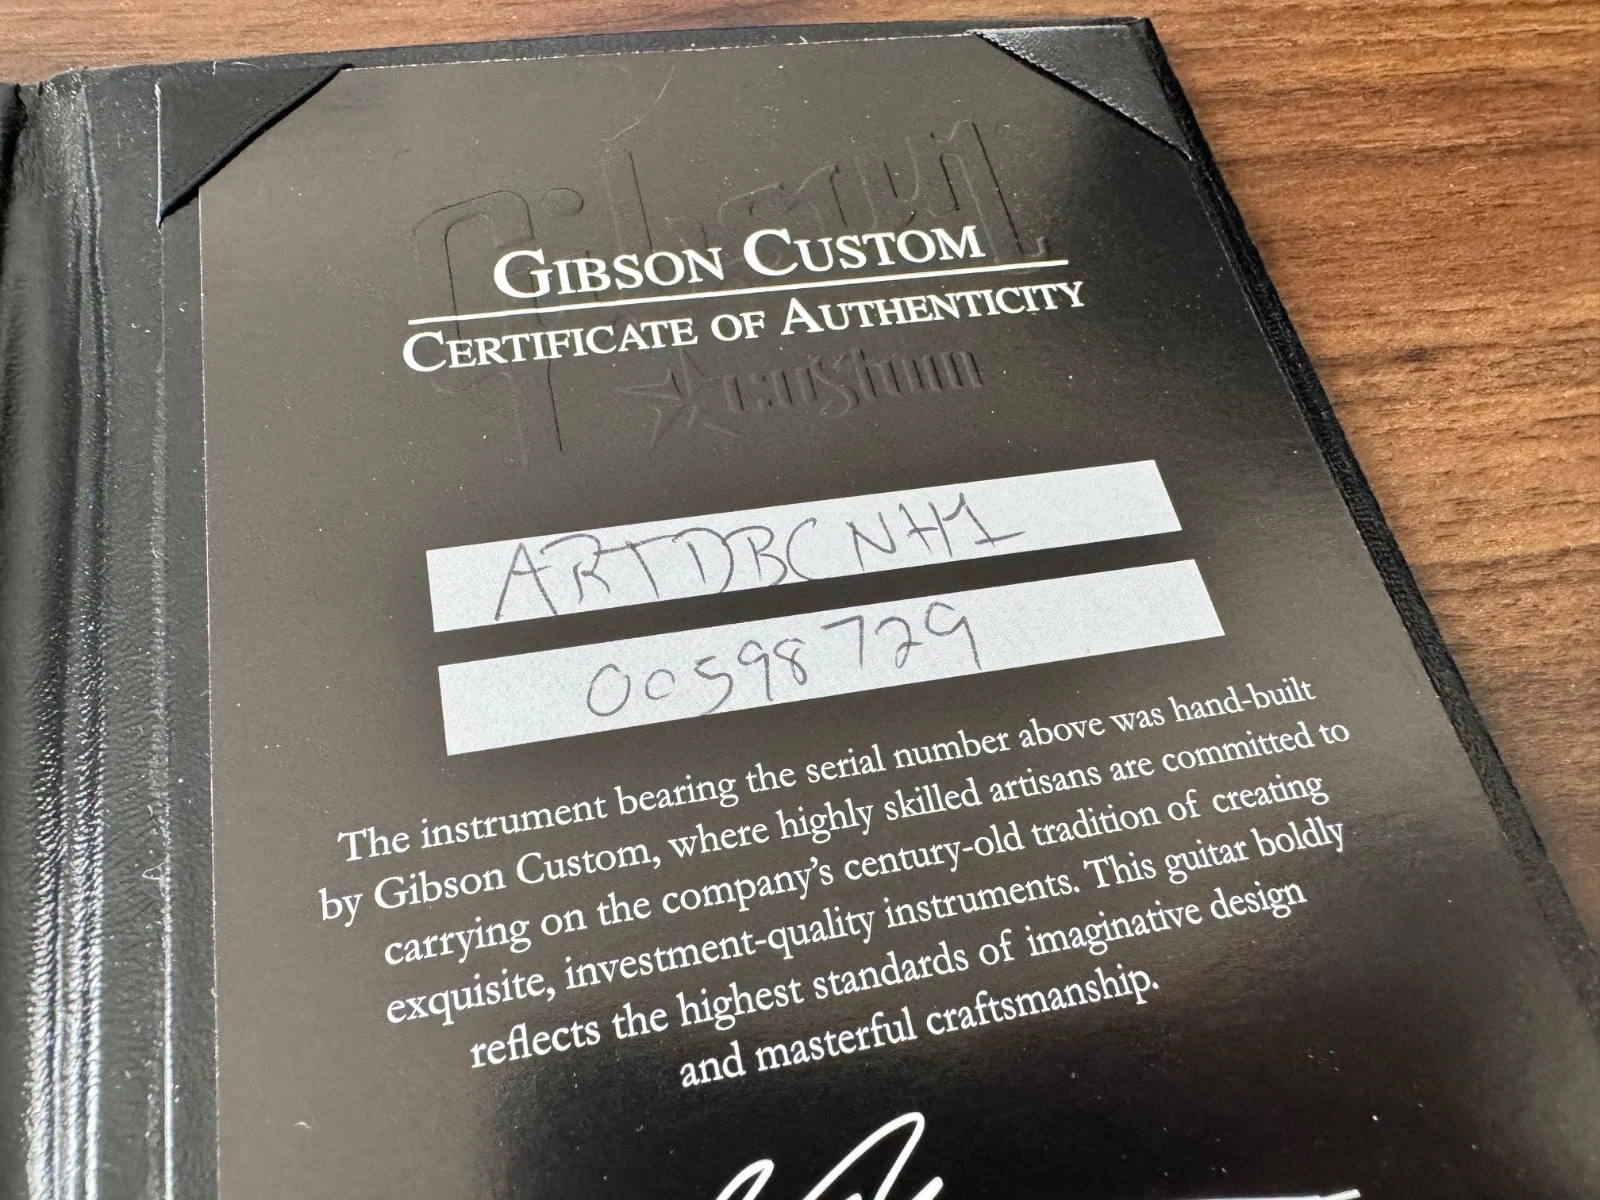 Gibson
custom
GIBSON CUSTOM
CERTIFICATE OF AUTHENTICITY
ARTDBCNH1
00598729
The instrument bearing the serial number above was hand-built
by Gibson Custom, where highly skilled artisans are committed to
carrying on the company's century-old tradition of creating
exquisite, investment-quality instruments. This guitar boldly
reflects the highest standards of imaginative design
and masterful craftsmanship.